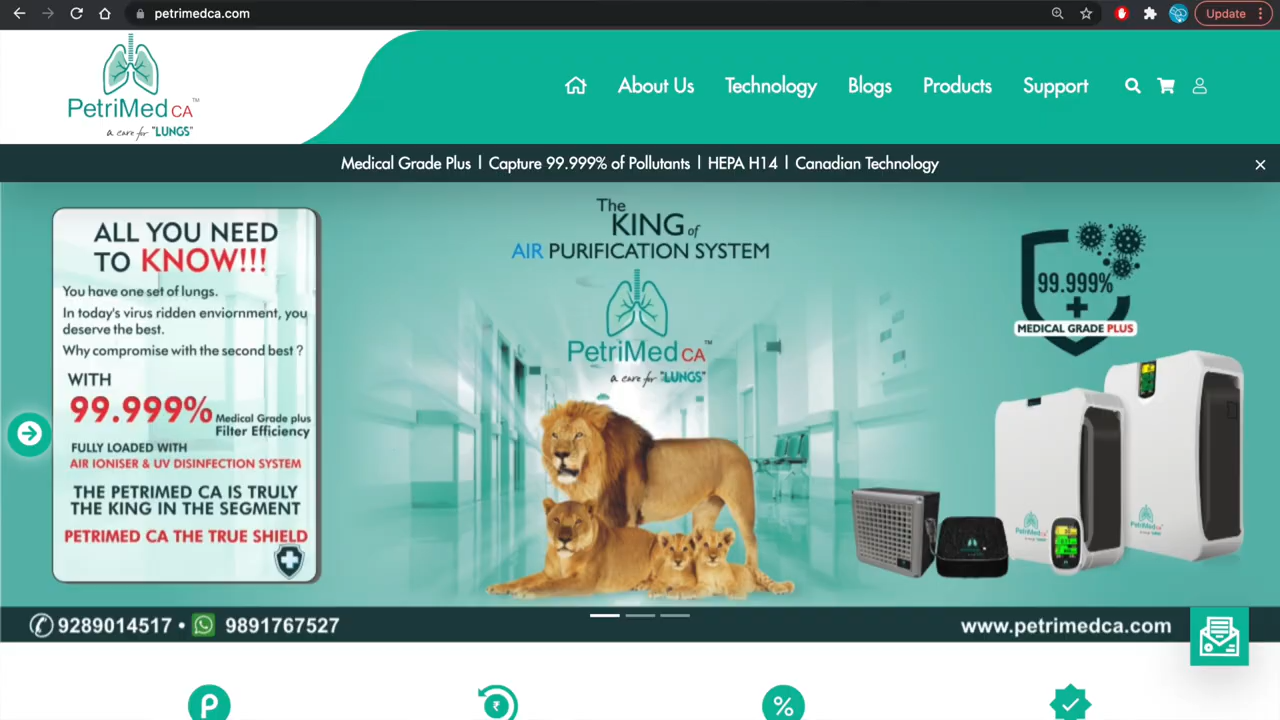 petrimedca.com
Update
PetriMed CA™
a care for "LUNGS"
About Us
Technology
Blogs
Products
Support
Medical Grade Plus | Capture 99.999% of Pollutants | HEPA H14 | Canadian Technology
ALL YOU NEED
TO KNOW!!!
You have one set of lungs.
In today's virus ridden enviornment, you
deserve the best.
Why compromise with the second best ?
WITH
99.999% Medical Grade plus
Filter Efficiency
FULLY LOADED WITH
AIR IONISER & UV DISINFECTION SYSTEM
THE PETRIMED CA IS TRULY
THE KING IN THE SEGMENT
PETRIMED CA THE TRUE SHIELD
The
KING of
AIR PURIFICATION SYSTEM
PetriMed CA™
a care for "LUNGS"
99.999%
MEDICAL GRADE PLUS
PetriMed CA
PetriMed CA
9289014517 • 9891767527
www.petrimedca.com
P
₹
%